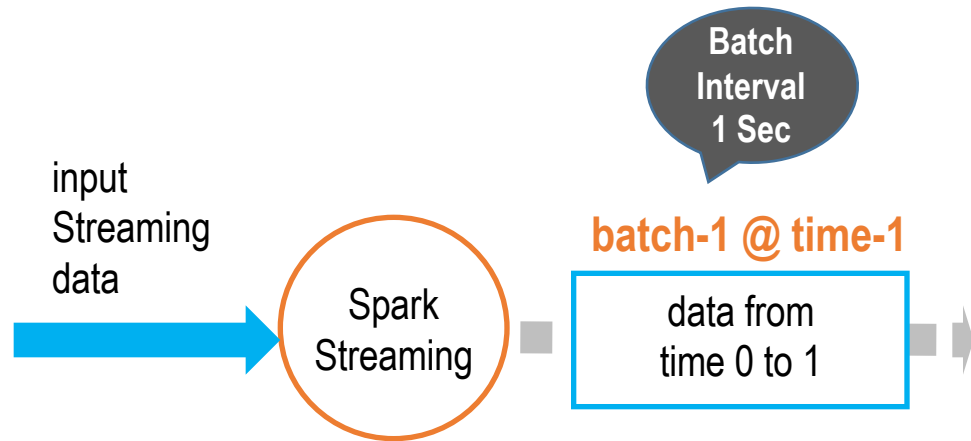 Batch
Interval
1 Sec
input
Streaming
data
batch-1 @ time-1
Spark
Streaming
data from
time 0 to 1